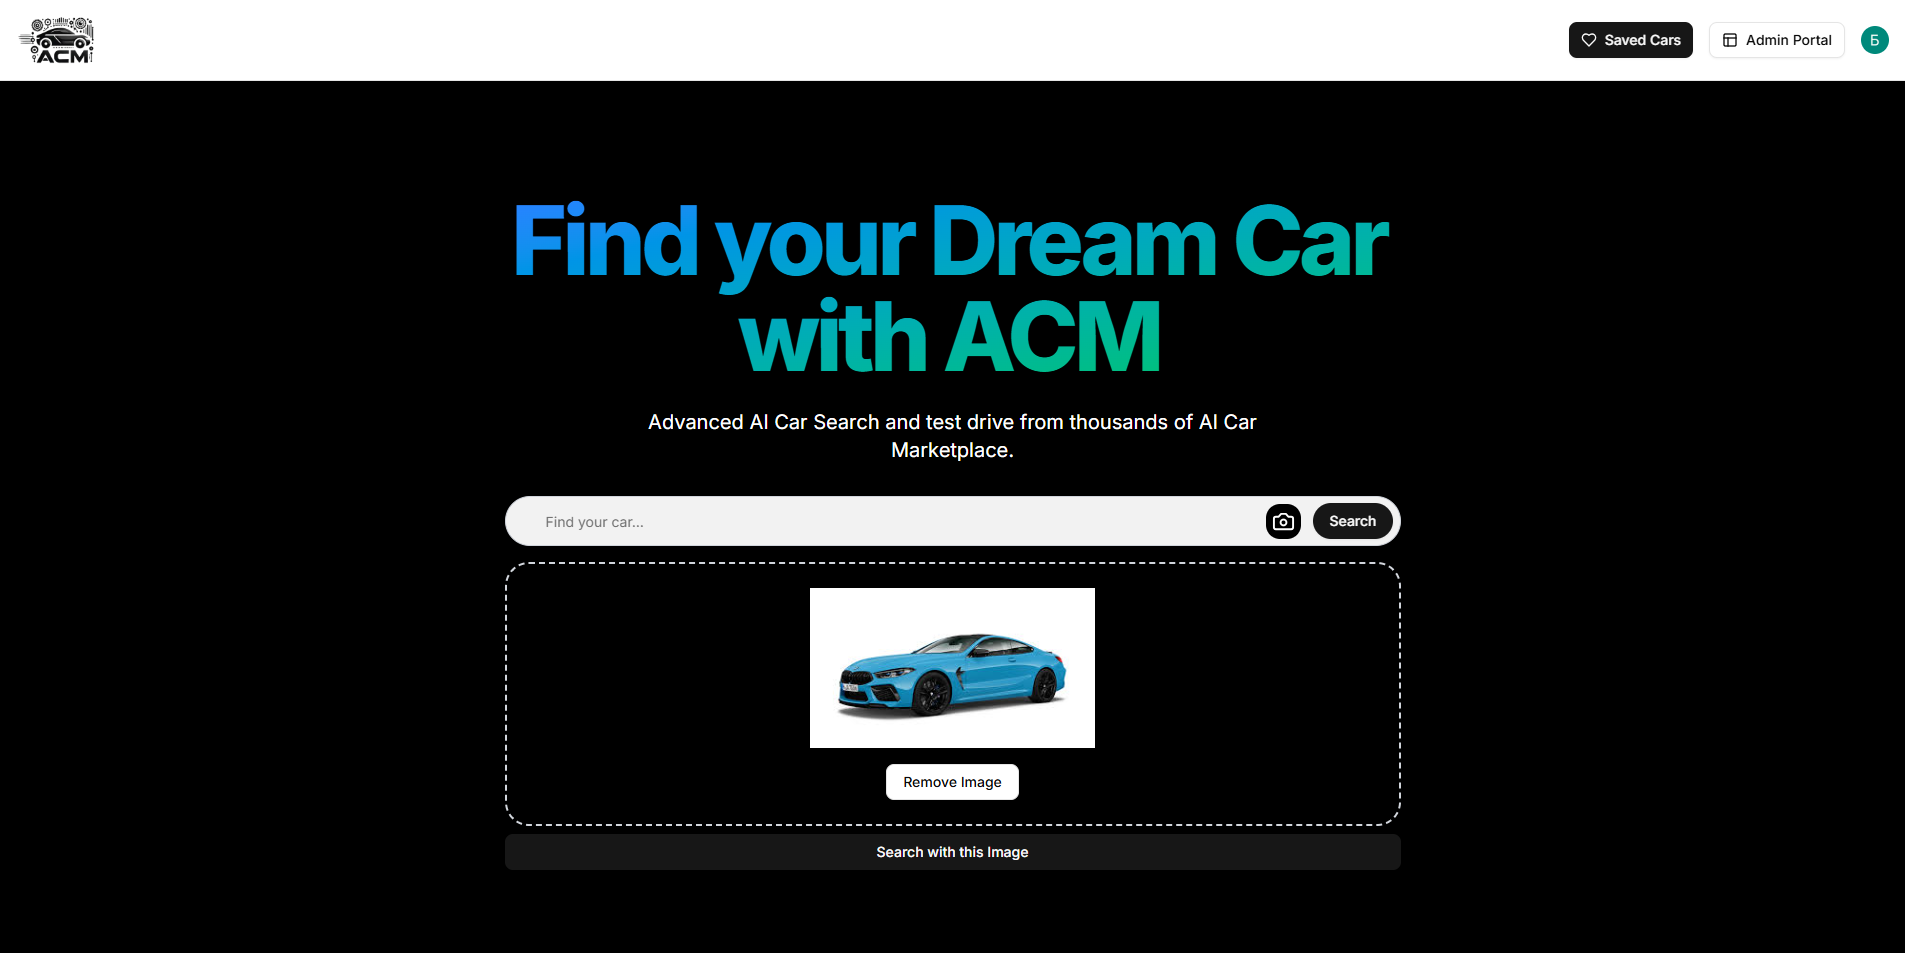 ACM
Saved Cars
Admin Portal
Б
Find your Dream Car
with ACM
Advanced AI Car Search and test drive from thousands of AI Car
Marketplace.
Find your car...
Search
Remove Image
Search with this Image